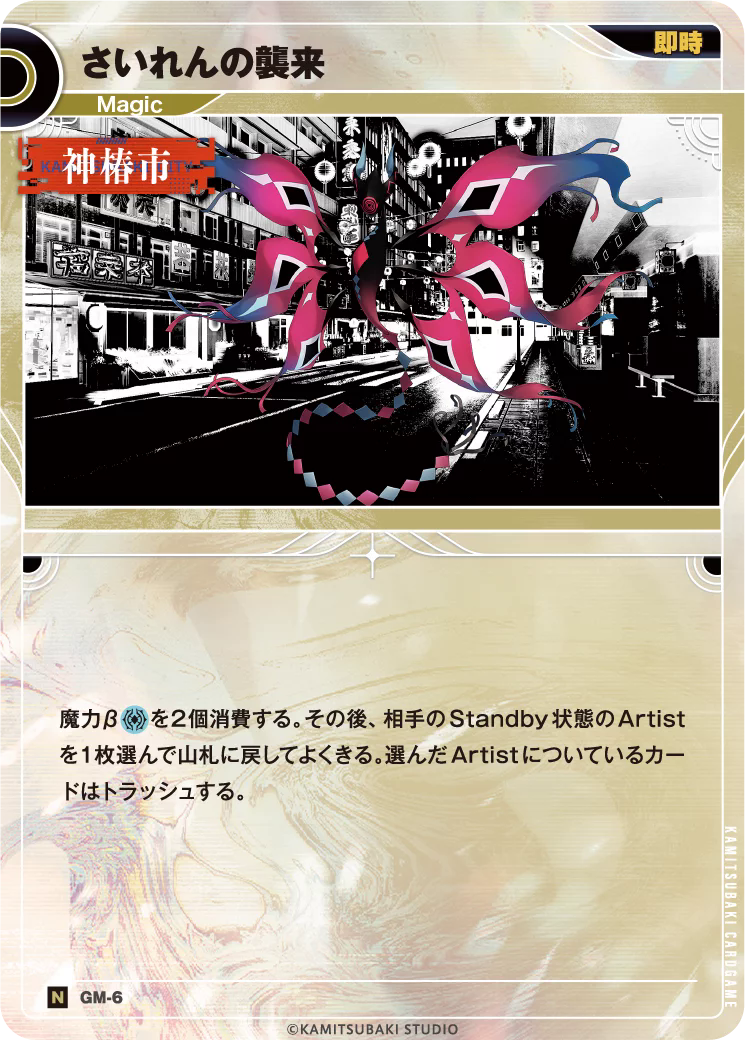 さいれんの襲来
即時
Magic
神椿市
魔力βを2個消費する。その後、相手のStandby状態のArtist
を1枚選んで山札に戻してよくきる。選んだArtistについているカー
ドはトラッシュする。
KAMITSUBAKI CARDGAME
N GM-6
©KAMITSUBAKI STUDIO